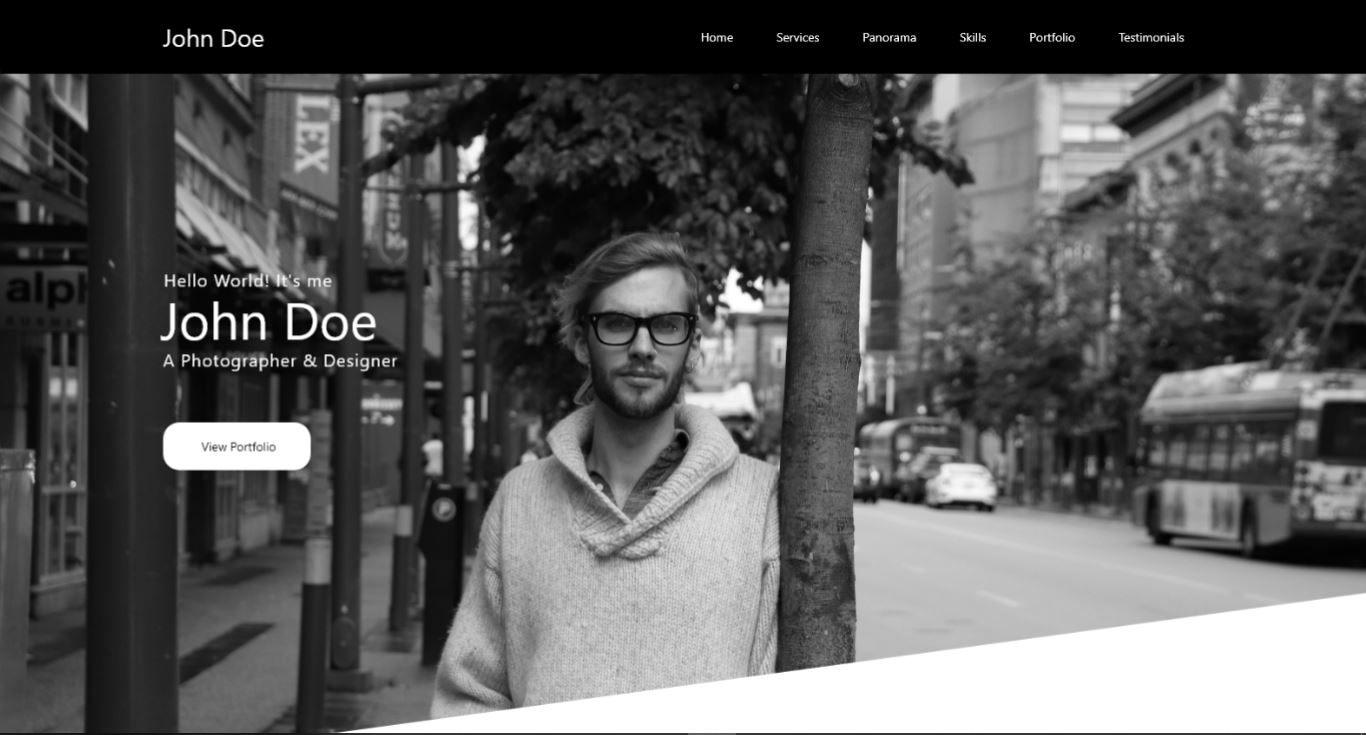 John Doe
Home Services Panorama Skills Portfolio Testimonials
LEX
alph
Hello World! It's me
John Doe
A Photographer & Designer
View Portfolio